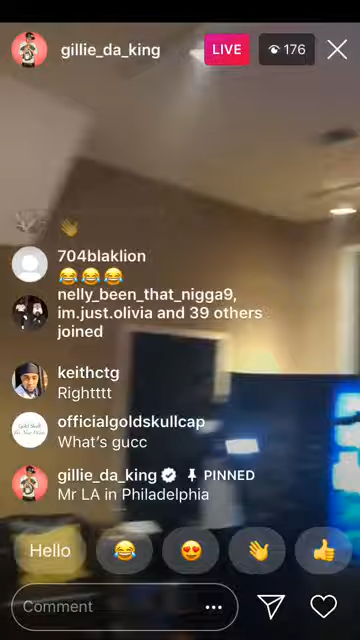 gillie_da_king
LIVE
176
704blaklion
😂😂😂
nelly_been_that_nigga9,
im.just.olivia and 39 others
joined
keithctg
Rightttt
officialgoldskullcap
What's gucc
gillie_da_king PINNED
Mr LA in Philadelphia
Hello
Comment